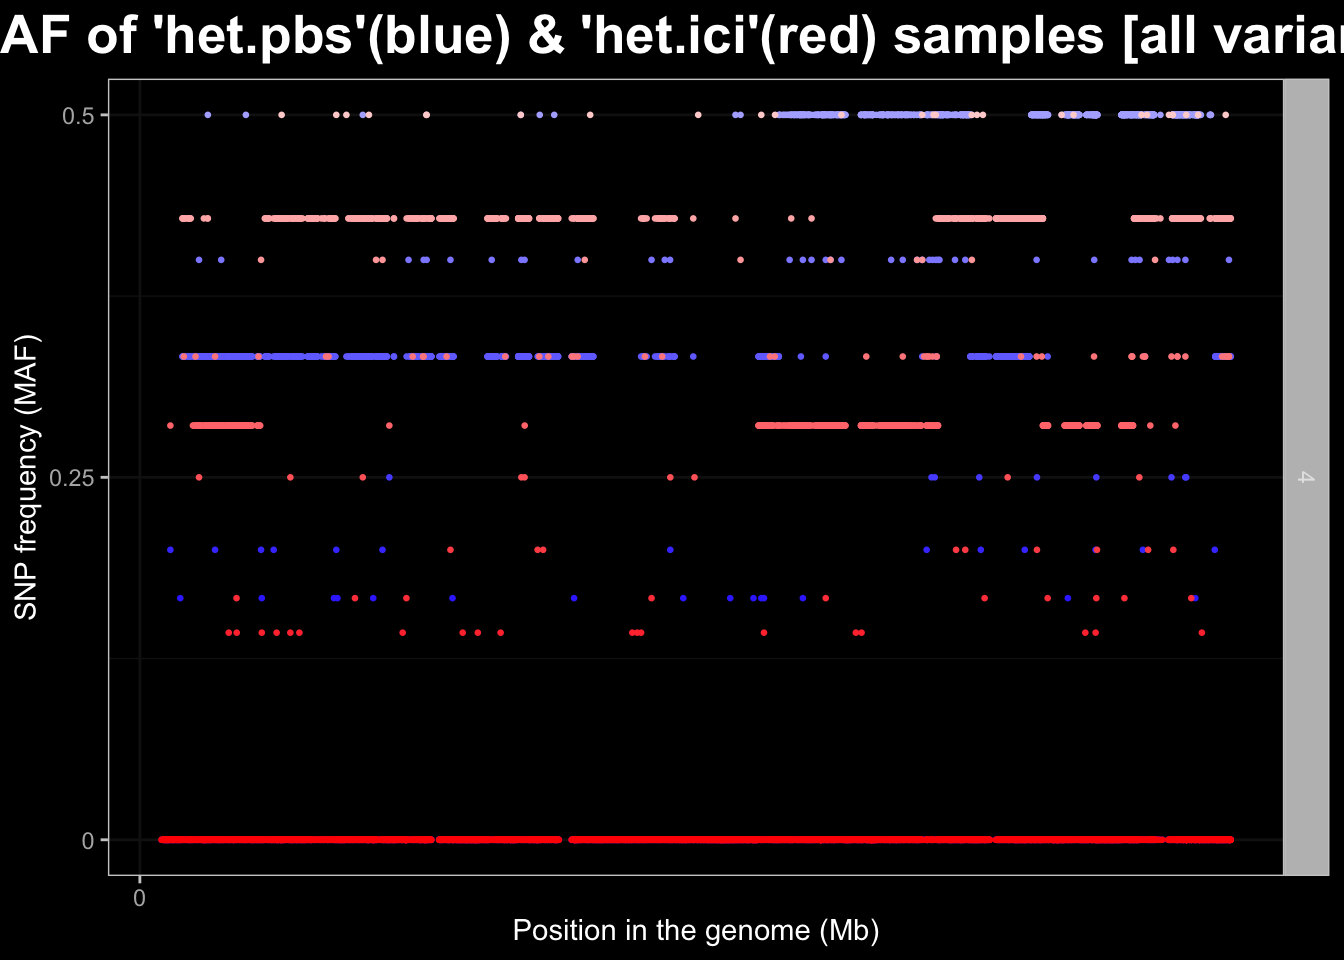 AF of 'het.pbs'(blue) & 'het.ici'(red) samples [all
0.5
0.25
0
SNP frequency (MAF)
4
0
Position in the genome (Mb)